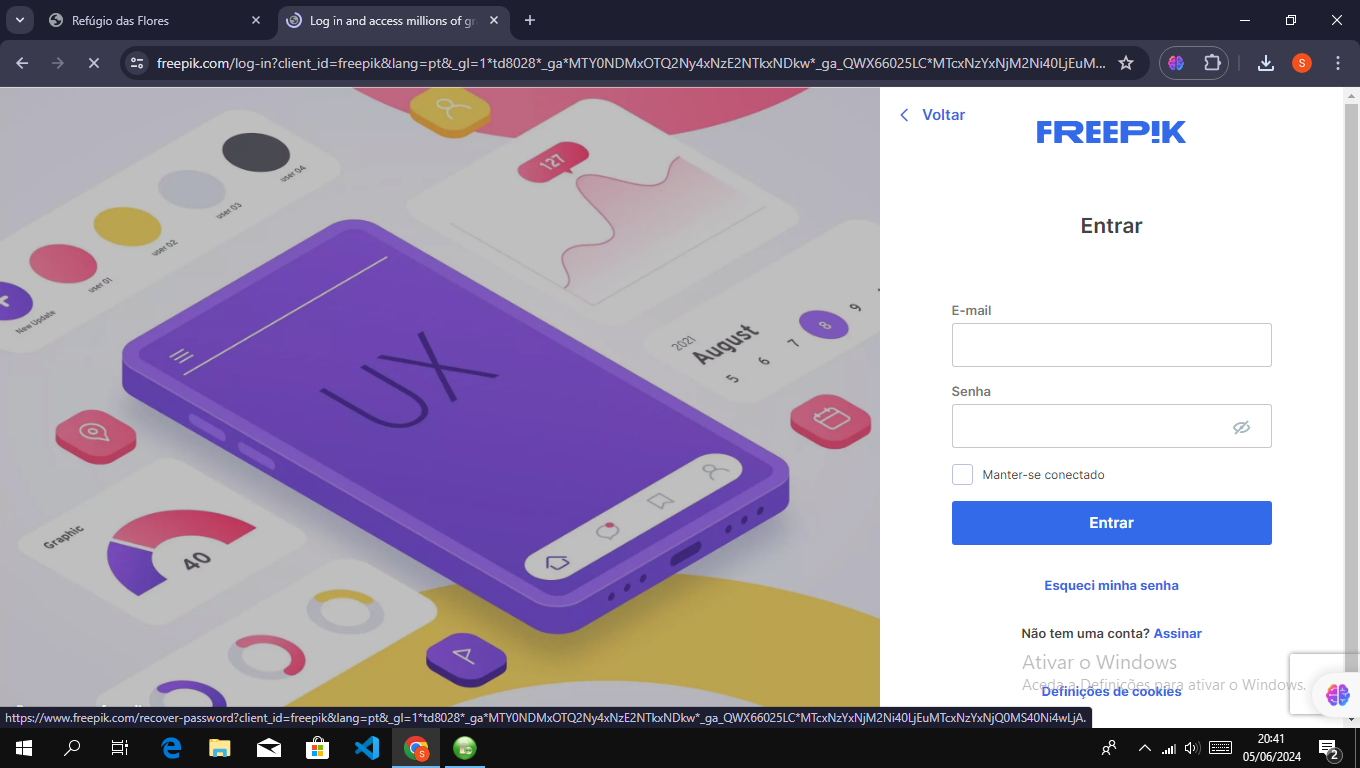 Refúgio das Flores
Log in and access millions of gr
freepik.com/log-in?client_id=freepik&lang=pt&_gl=1*td8028*_ga*MTY0NDMxOTQ2Ny4xNzE2NTkxNDkw*_ga_QWX66025LC*MTcxNzYxNjM2Ni40LjEuM...
S
Voltar
FREEP!K
Entrar
E-mail
Senha
Manter-se conectado
Entrar
Esqueci minha senha
Não tem uma conta? Assinar
Ativar o Windows
Aceda a Definições para ativar o Windows.
Definições de cookies
user 04
user 03
user 02
user 01
New Update
127
2021
August
5 6 7 8 9
UX
Graphic
40
https://www.freepik.com/recover-password?client_id=freepik&lang=pt&_gl=1*td8028*_ga*MTY0NDMxOTQ2Ny4xNzE2NTkxNDkw*_ga_QWX66025LC*MTcxNzYxNjM2Ni40LjEuMTcxNzYxNjQ0MS40Ni4wLjA.
S
20:41
05/06/2024
2